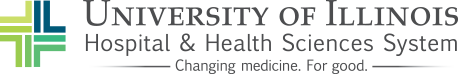 UNIVERSITY OF ILLINOIS
Hospital & Health Sciences System
Changing medicine. For good.